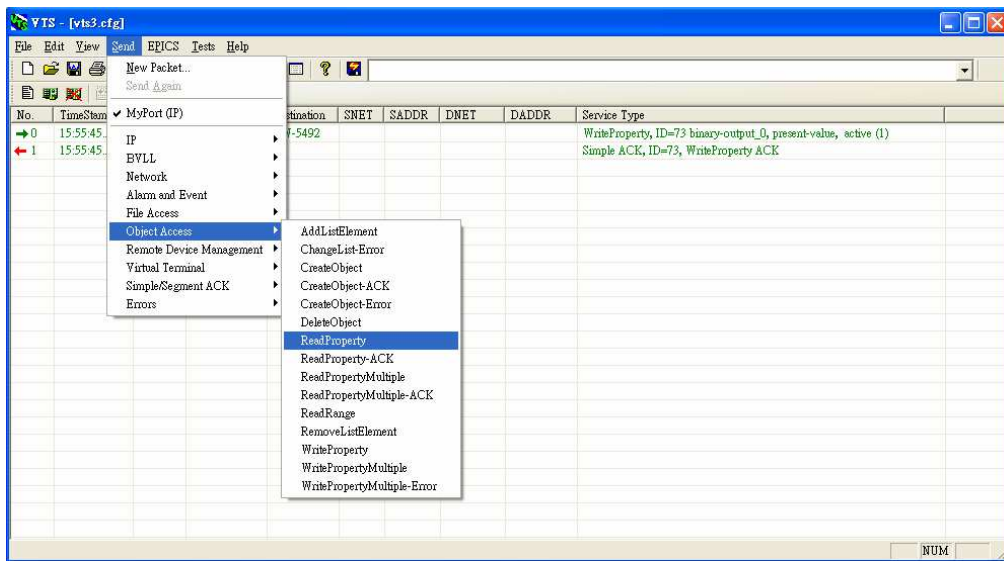 VTS - [vts3.cfg]
File Edit View Send EPICS Tests Help
New Packet...
Send Again
MyPort (IP)
IP
BVLL
Network
Alarm and Event
File Access
Object Access
Remote Device Management
Virtual Terminal
Simple/Segment ACK
Errors
AddListElement
ChangeList-Error
CreateObject
CreateObject-ACK
CreateObject-Error
DeleteObject
ReadProperty
ReadProperty-ACK
ReadPropertyMultiple
ReadPropertyMultiple-ACK
ReadRange
RemoveListElement
WriteProperty
WritePropertyMultiple
WritePropertyMultiple-Error
No. TimeStam stination SNET SADDR DNET DADDR Service Type
0 15:55:45. -5492 WriteProperty, ID=73 binary-output_0, present-value, active (1)
1 15:55:45. Simple ACK, ID=73, WriteProperty ACK
NUM